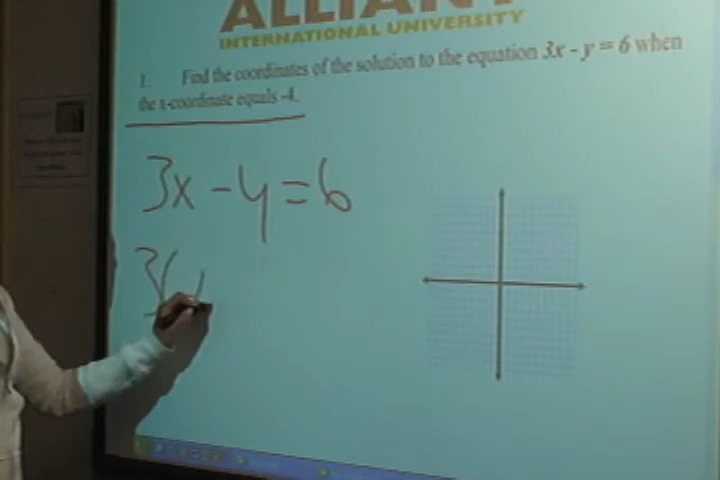 ALLIANT
INTERNATIONAL UNIVERSITY
1. Find the coordinates of the solution to the equation 3x - y = 6 when
the x-coordinate equals -4.
3x - y = 6
3(